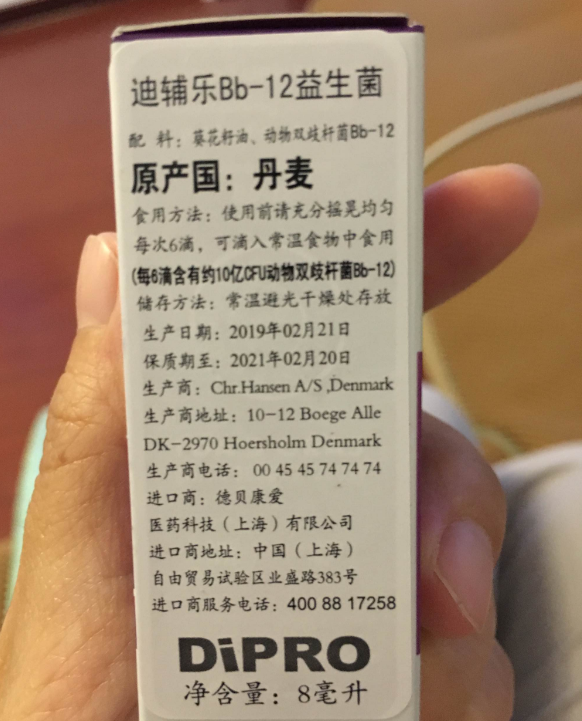 迪辅乐Bb-12益生菌
配 料：葵花籽油、动物双歧杆菌Bb-12
原产国：丹麦
食用方法：使用前请充分摇晃均匀
每次6滴，可滴入常温食物中食用
(每6滴含有约10亿CFU动物双歧杆菌Bb-12)
储存方法：常温避光干燥处存放
生产日期：2019年02月21日
保质期至：2021年02月20日
生产商：Chr.Hansen A/S ,Denmark
生产商地址：10-12 Boege Alle
DK-2970 Hoersholm Denmark
生产商电话： 00 45 45 74 74 74
进口商：德贝康爱
医药科技（上海）有限公司
进口商地址：中国（上海）
自由贸易试验区业盛路383号
进口商服务电话：400 88 17258
DiPRO
净含量：8毫升